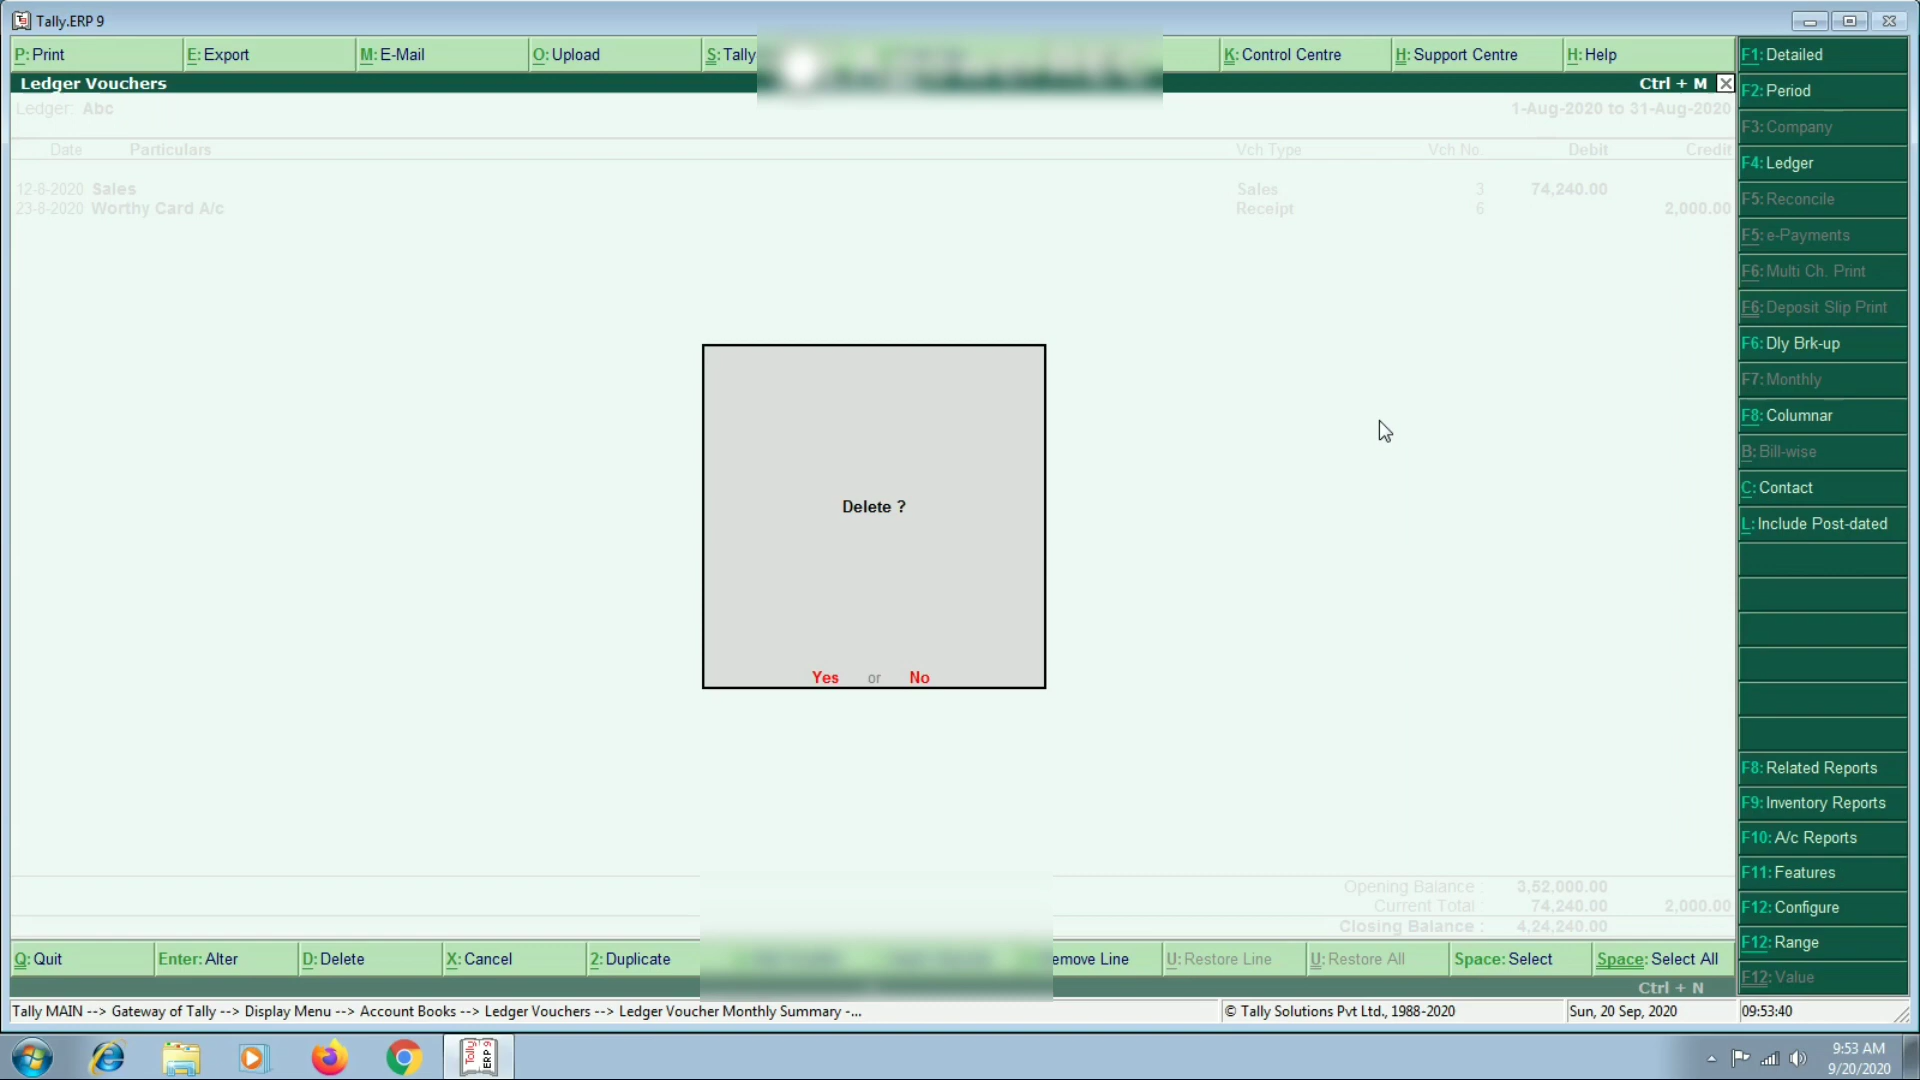 Tally.ERP 9
P: Print E: Export M: E-Mail O: Upload S: Tally K: Control Centre H: Support Centre H: Help
Ledger Vouchers Ctrl + M
Ledger: Abc 1-Aug-2020 to 31-Aug-2020
Date Particulars Vch Type Vch No. Debit Credit
12-8-2020 Sales Sales 3 74,240.00
23-8-2020 Worthy Card A/c Receipt 6 2,000.00
Delete ?
Yes or No
Opening Balance : 3,52,000.00
Current Total : 74,240.00 2,000.00
Closing Balance : 4,24,240.00
F1: Detailed
F2: Period
F3: Company
F4: Ledger
F5: Reconcile
F5: e-Payments
F6: Multi Ch. Print
F6: Deposit Slip Print
F6: Dly Brk-up
F7: Monthly
F8: Columnar
B: Bill-wise
C: Contact
L: Include Post-dated
F8: Related Reports
F9: Inventory Reports
F10: A/c Reports
F11: Features
F12: Configure
F12: Range
F12: Value
Q: Quit Enter: Alter D: Delete X: Cancel 2: Duplicate emove Line U: Restore Line U: Restore All Space: Select Space: Select All
Ctrl + N
Tally MAIN --> Gateway of Tally --> Display Menu --> Account Books --> Ledger Vouchers --> Ledger Voucher Monthly Summary -... © Tally Solutions Pvt Ltd., 1988-2020 Sun, 20 Sep, 2020 09:53:40
Tally ERP 9
9:53 AM
9/20/2020